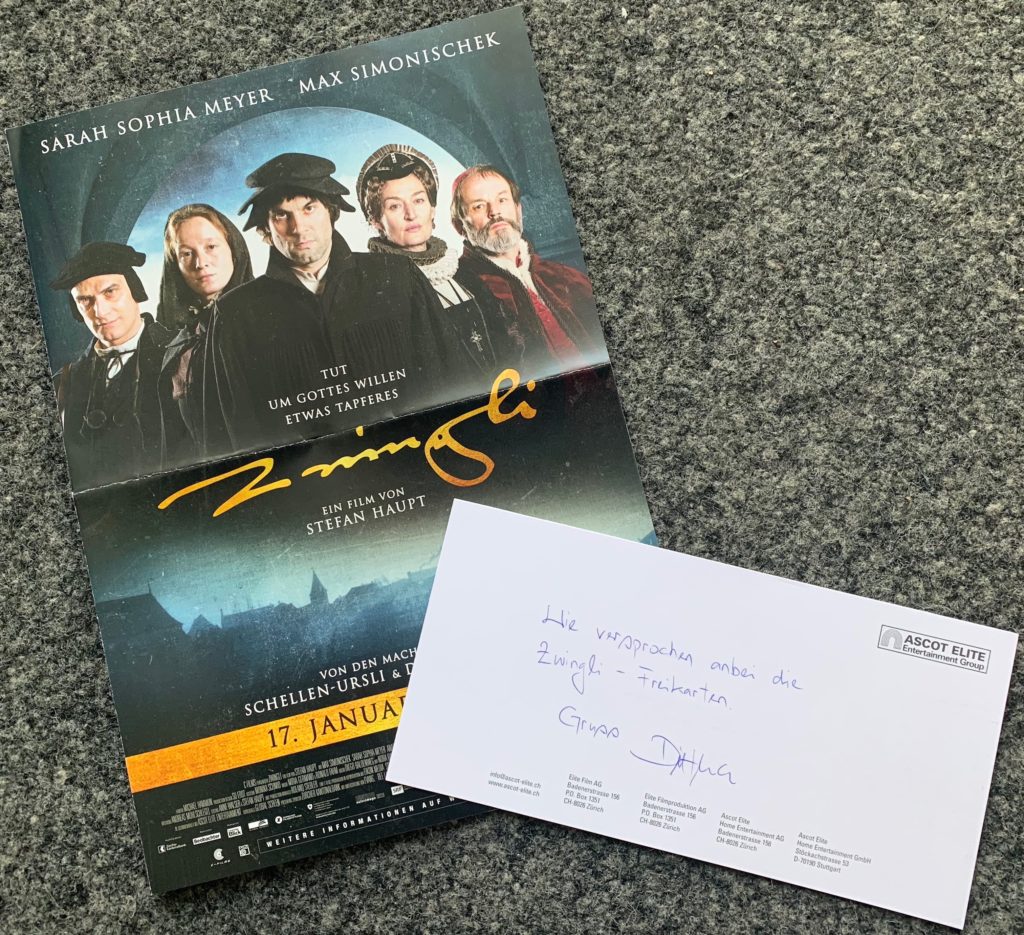 SARAH SOPHIA MEYER MAX SIMONISCHEK
TUT
UM GOTTES WILLEN
ETWAS TAPFERES
Zwingli
EIN FILM VON
STEFAN HAUPT
VON DEN MACH
SCHELLEN-URSLI & D
17. JANUA
WEITERE INFORMATIONEN AUF
Wie versprochen anbei die
Zwingli - Freikarten.
Gruss
ASCOT ELITE
Entertainment Group
info@ascot-elite.ch
www.ascot-elite.ch
Elite Film AG
Badenerstrasse 156
P.O. Box 1351
CH-8026 Zürich
Elite Filmproduktion AG
Badenerstrasse 156
P.O. Box 1351
CH-8026 Zürich
Ascot Elite
Home Entertainment AG
Badenerstrasse 156
CH-8026 Zürich
Ascot Elite
Home Entertainment GmbH
Stöckachstrasse 53
D-70190 Stuttgart